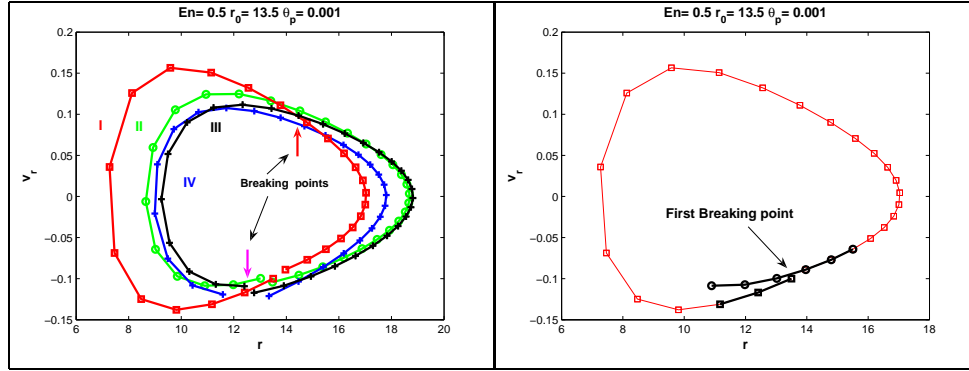 En= 0.5 r0= 13.5 θp= 0.001
0.2
0.15
0.1
0.05
0
−0.05
−0.1
−0.15
vr
I
II
III
IV
Breaking points
6
8
10
12
14
16
18
20
r
En= 0.5 r0= 13.5 θp = 0.001
0.2
0.15
0.1
0.05
0
−0.05
−0.1
−0.15
vr
First Breaking point
6
8
10
12
14
16
18
r